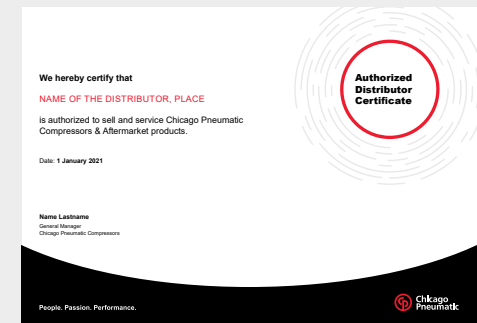 We hereby certify that
NAME OF THE DISTRIBUTOR, PLACE
is authorized to sell and service Chicago Pneumatic
Compressors & Aftermarket products.
Date: 1 January 2021
Authorized
Distributor
Certificate
Name Lastname
General Manager
Chicago Pneumatic Compressors
People. Passion. Performance.
Chicago
Pneumatic